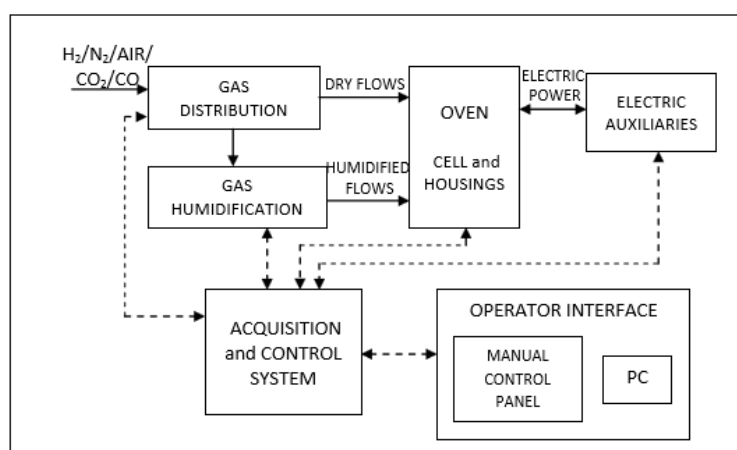 H₂/N₂/AIR/
CO₂/CO
GAS
DISTRIBUTION
DRY FLOWS
OVEN
CELL and
HOUSINGS
ELECTRIC
POWER
ELECTRIC
AUXILIARIES
GAS
HUMIDIFICATION
HUMIDIFIED
FLOWS
ACQUISITION
and CONTROL
SYSTEM
OPERATOR INTERFACE
MANUAL
CONTROL
PANEL
PC